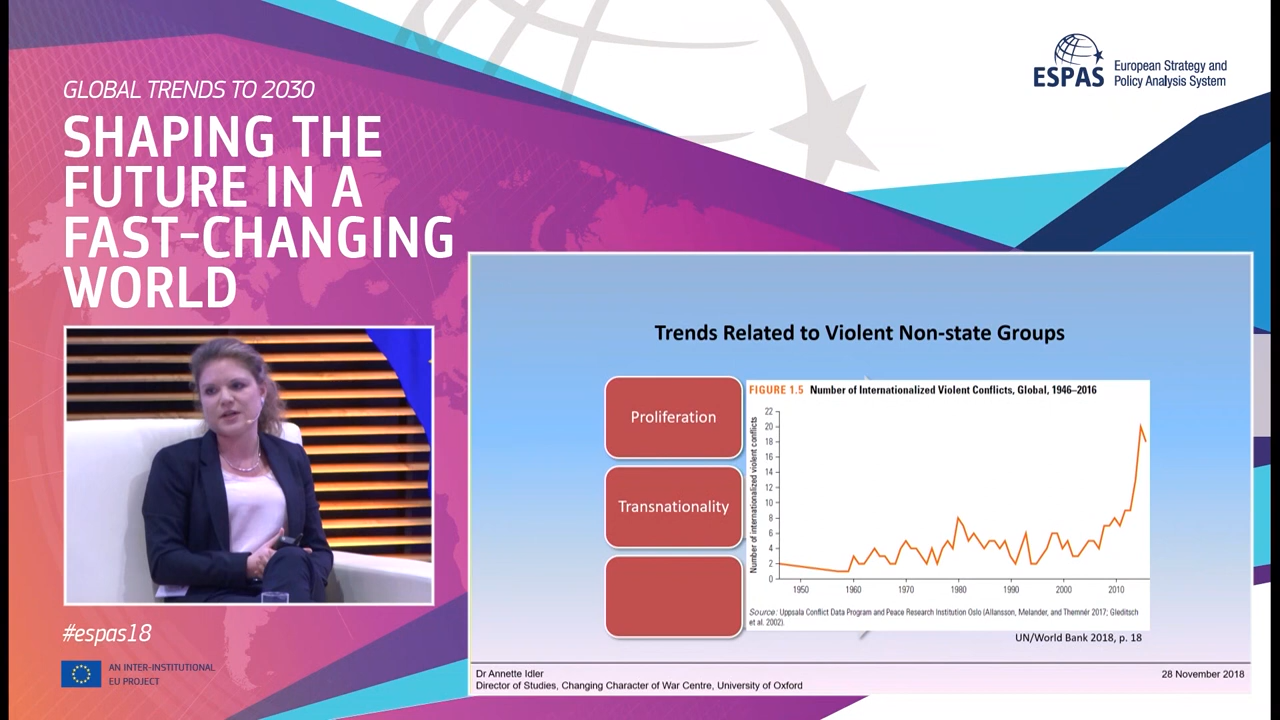 GLOBAL TRENDS TO 2030
SHAPING THE
FUTURE IN A
FAST-CHANGING
WORLD
ESPAS
European Strategy and
Policy Analysis System
Trends Related to Violent Non-state Groups
Proliferation
Transnationality
FIGURE 1.5 Number of Internationalized Violent Conflicts, Global, 1946–2016
Number of internationalized violent conflicts
22
20
18
16
14
12
10
8
6
4
2
0
1950 1960 1970 1980 1990 2000 2010
Source: Uppsala Conflict Data Program and Peace Research Institution Oslo (Allansson, Melander, and Themnér 2017; Gleditsch
et al. 2002).
UN/World Bank 2018, p. 18
Dr Annette Idler
Director of Studies, Changing Character of War Centre, University of Oxford
28 November 2018
#espas18
AN INTER-INSTITUTIONAL
EU PROJECT